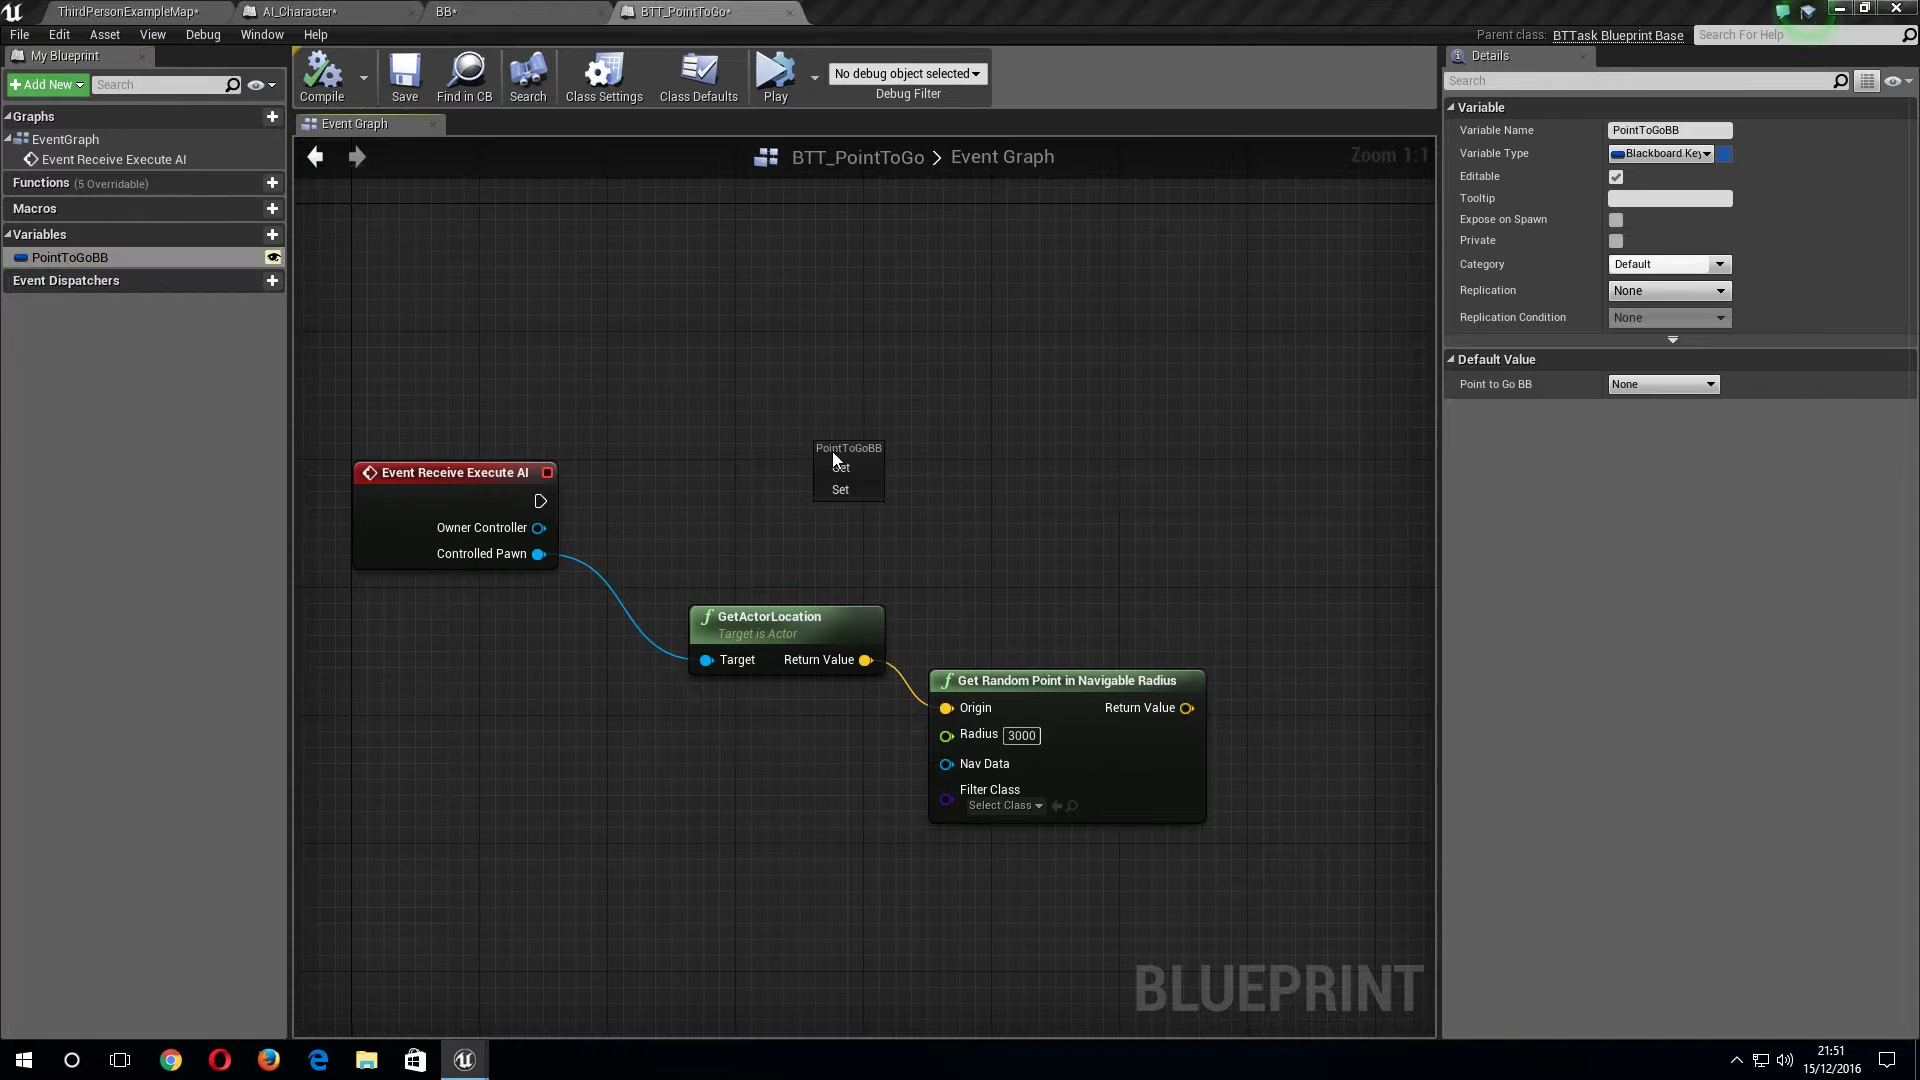 ThirdPersonExampleMap*
AI_Character*
BB*
BTT_PointToGo*
File
Edit
Asset
View
Debug
Window
Help
Parent class: BTTask Blueprint Base
Search For Help
My Blueprint
Add New
Search
Graphs
EventGraph
Event Receive Execute AI
Functions (5 Overridable)
Macros
Variables
PointToGoBB
Event Dispatchers
Compile
Save
Find in CB
Search
Class Settings
Class Defaults
Play
No debug object selected
Debug Filter
Event Graph
BTT_PointToGo > Event Graph
Zoom 1:1
PointToGoBB
Set
Event Receive Execute AI
Owner Controller
Controlled Pawn
f GetActorLocation
Target is Actor
Target
Return Value
f Get Random Point in Navigable Radius
Origin
Return Value
Radius 3000
Nav Data
Filter Class
Select Class
BLUEPRINT
Details
Search
Variable
Variable Name PointToGoBB
Variable Type Blackboard Key
Editable
Tooltip
Expose on Spawn
Private
Category Default
Replication None
Replication Condition None
Default Value
Point to Go BB None
21:51
15/12/2016